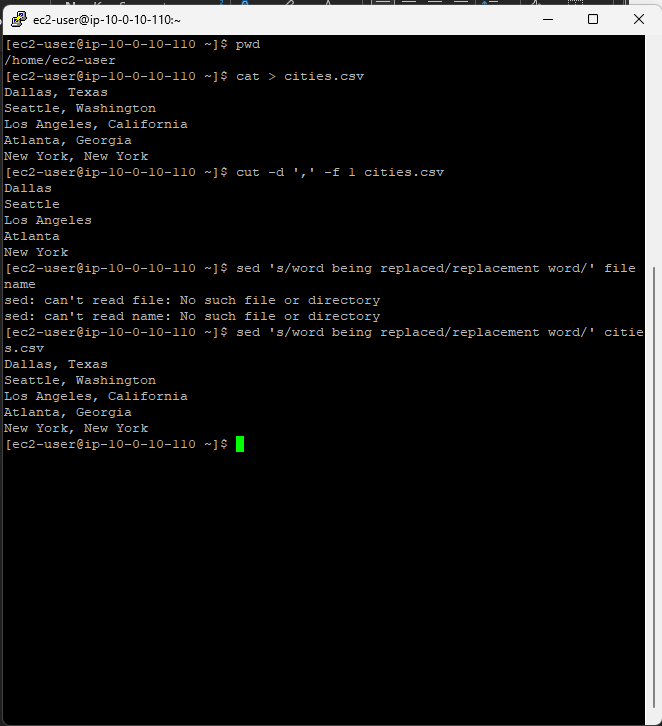 ec2-user@ip-10-0-10-110:~
[ec2-user@ip-10-0-10-110 ~]$ pwd
/home/ec2-user
[ec2-user@ip-10-0-10-110 ~]$ cat > cities.csv
Dallas, Texas
Seattle, Washington
Los Angeles, California
Atlanta, Georgia
New York, New York
[ec2-user@ip-10-0-10-110 ~]$ cut -d ',' -f 1 cities.csv
Dallas
Seattle
Los Angeles
Atlanta
New York
[ec2-user@ip-10-0-10-110 ~]$ sed 's/word being replaced/replacement word/' file
name
sed: can't read file: No such file or directory
sed: can't read name: No such file or directory
[ec2-user@ip-10-0-10-110 ~]$ sed 's/word being replaced/replacement word/' citie
s.csv
Dallas, Texas
Seattle, Washington
Los Angeles, California
Atlanta, Georgia
New York, New York
[ec2-user@ip-10-0-10-110 ~]$